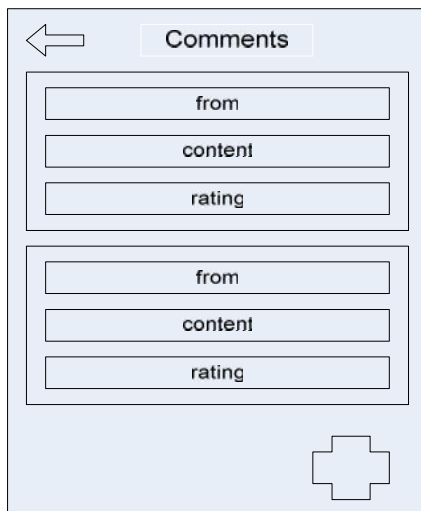 Comments
from
content
rating
from
content
rating